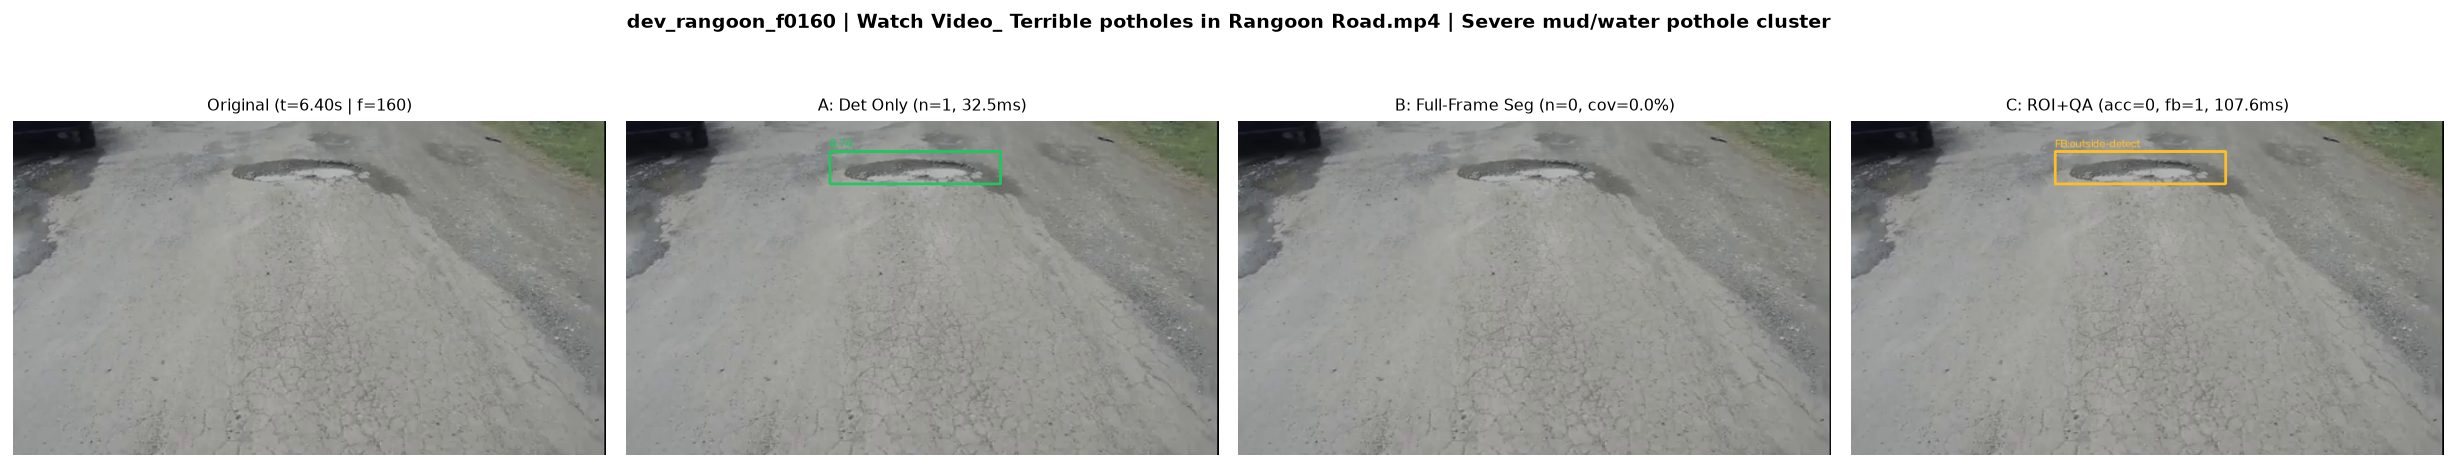 dev_rangoon_f0160 | Watch Video_ Terrible potholes in Rangoon Road.mp4 | Severe mud/water pothole cluster
Original (t=6.40s | f=160)
A: Det Only (n=1, 32.5ms)
B: Full-Frame Seg (n=0, cov=0.0%)
C: ROI+QA (acc=0, fb=1, 107.6ms)
FB:outside-detect